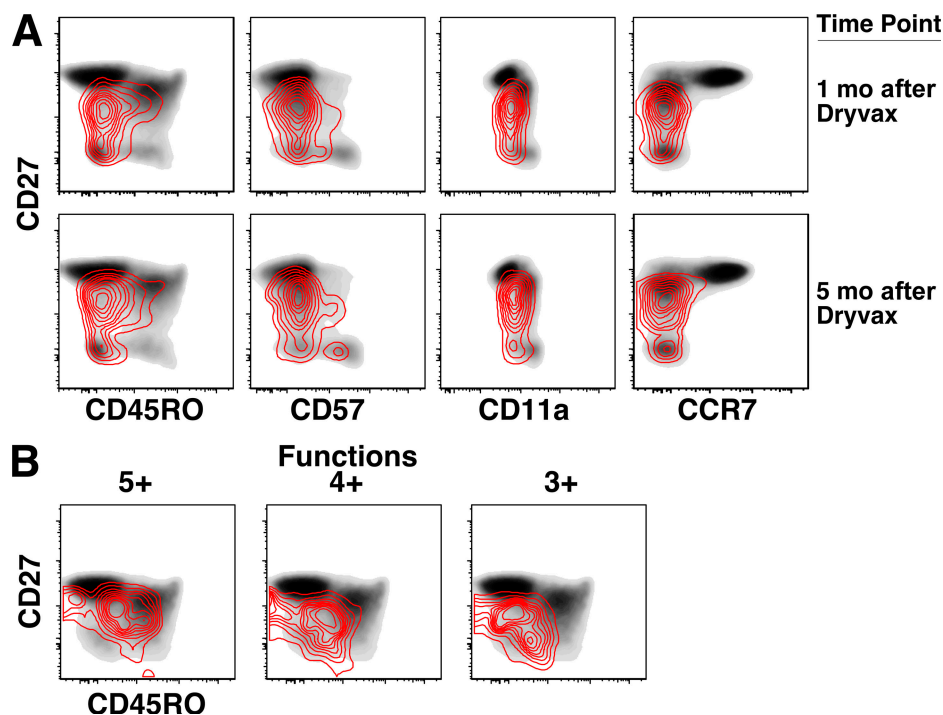 A
Time Point
1 mo after
Dryvax
CD27
5 mo after
Dryvax
CD45RO
CD57
CD11a
CCR7
B
Functions
5+
4+
3+
CD27
CD45RO